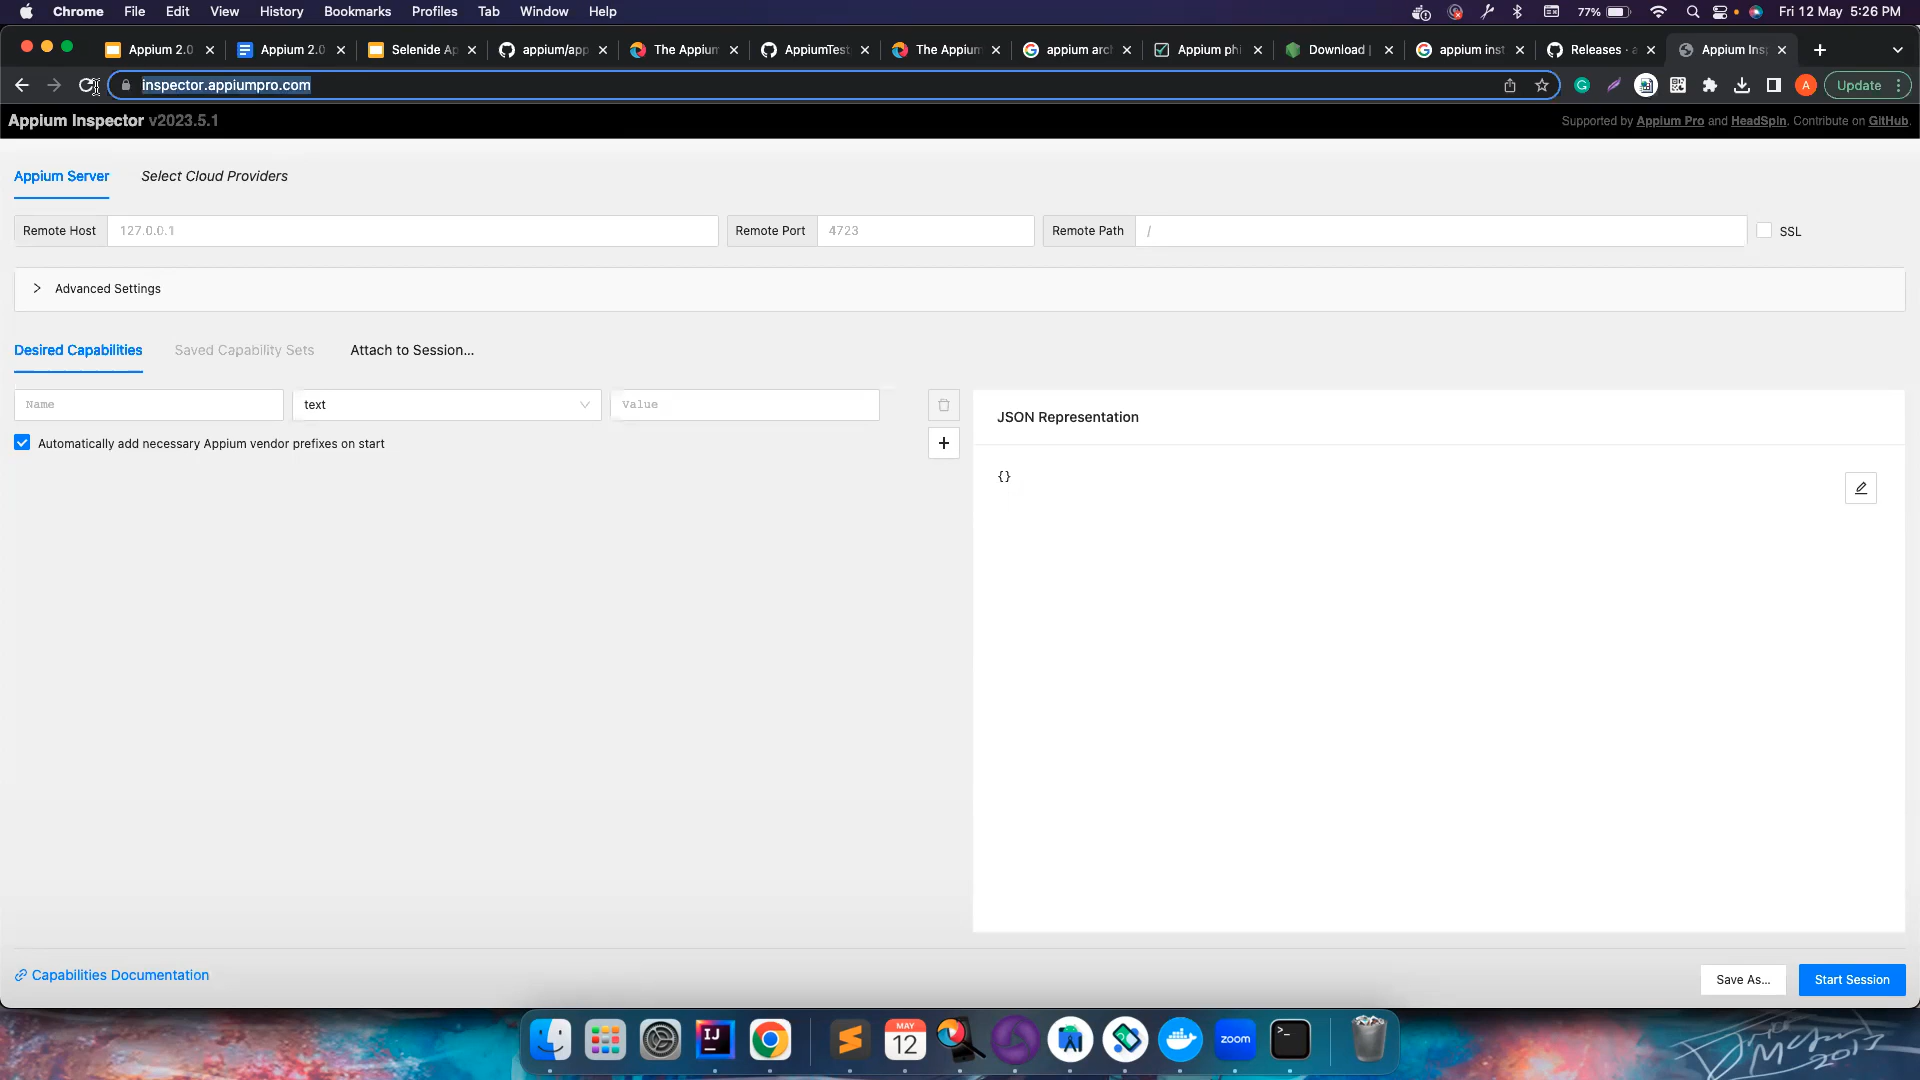 Chrome File Edit View History Bookmarks Profiles Tab Window Help 77% Fri 12 May 5:26 PM
Appium 2.0 Appium 2.0 Selenide Ap appium/app The Appium AppiumTest The Appium appium arc Appium phi Download | appium inst Releases · a Appium Insp
inspector.appiumpro.com A Update
Appium Inspector v2023.5.1 Supported by Appium Pro and HeadSpin. Contribute on GitHub.
Appium Server Select Cloud Providers
Remote Host 127.0.0.1 Remote Port 4723 Remote Path / SSL
Advanced Settings
Desired Capabilities Saved Capability Sets Attach to Session...
Name text Value
JSON Representation
Automatically add necessary Appium vendor prefixes on start
{}
Capabilities Documentation Save As... Start Session
IJ MAY 12 zoom >_
2017